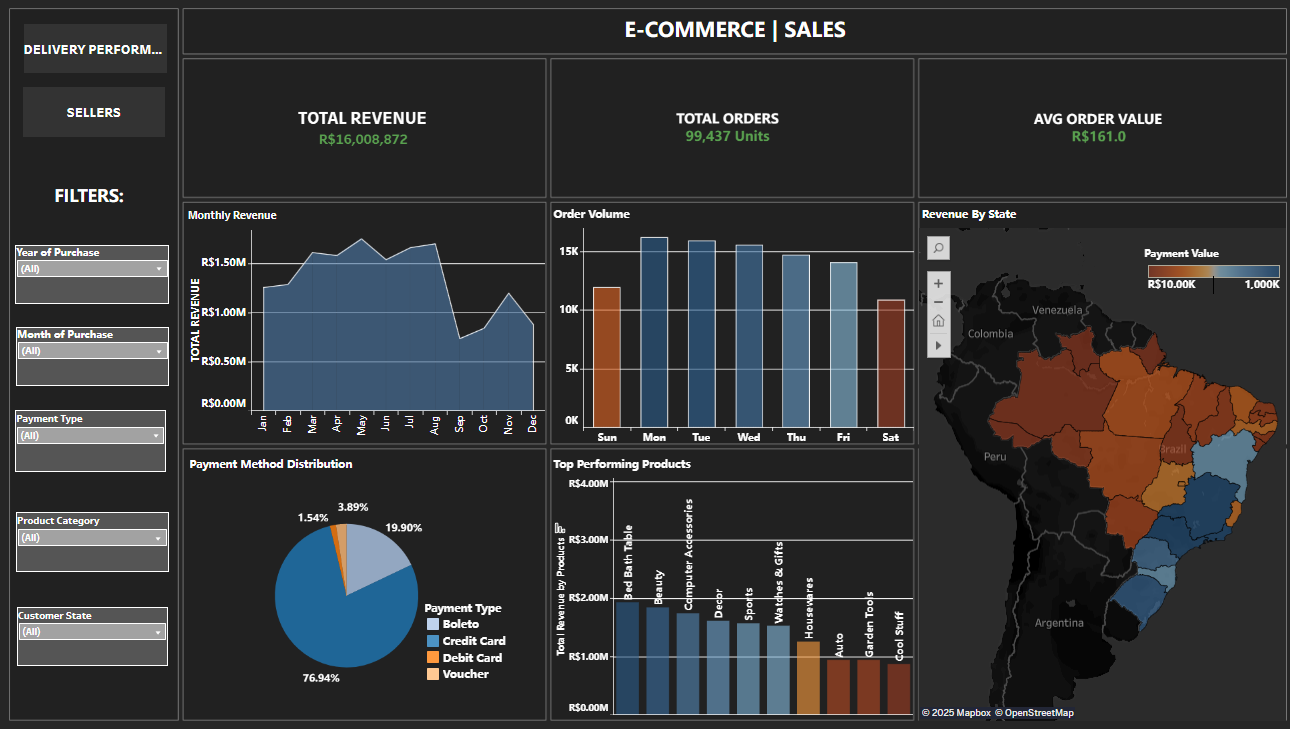 E-COMMERCE | SALES
DELIVERY PERFORM...
SELLERS
FILTERS:
Year of Purchase
(All)
Month of Purchase
(All)
Payment Type
(All)
Product Category
(All)
Customer State
(All)
TOTAL REVENUE
R$16,008,872
TOTAL ORDERS
99,437 Units
AVG ORDER VALUE
R$161.0
Monthly Revenue
TOTAL REVENUE
R$1.50M
R$1.00M
R$0.50M
R$0.00M
Jan
Feb
Mar
Apr
May
Jun
Jul
Aug
Sep
Oct
Nov
Dec
Order Volume
15K
10K
5K
0K
Sun
Mon
Tue
Wed
Thu
Fri
Sat
Revenue By State
Payment Value
R$10.00K
1,000K
Venezuela
Colombia
Peru
Brazil
Argentina
© 2025 Mapbox © OpenStreetMap
Payment Method Distribution
3.89%
1.54%
19.90%
76.94%
Payment Type
Boleto
Credit Card
Debit Card
Voucher
Top Performing Products
Total Revenue by Products
R$4.00M
R$3.00M
R$2.00M
R$1.00M
R$0.00M
Bed Bath Table
Beauty
Computer Accessories
Decor
Sports
Watches & Gifts
Housewares
Auto
Garden Tools
Cool Stuff